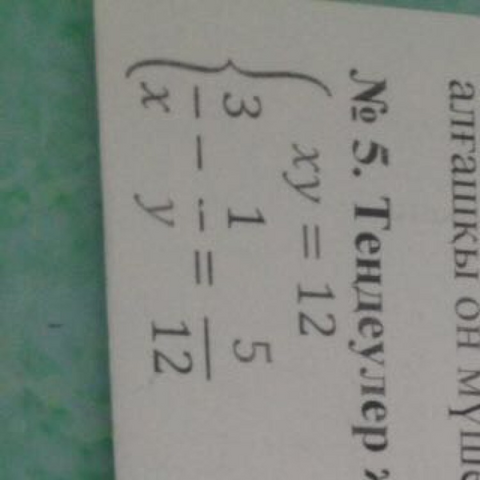 алғашқы он мүше
№ 5. Теңдеулер
xy = 12
3/x - 1/y = 5/12